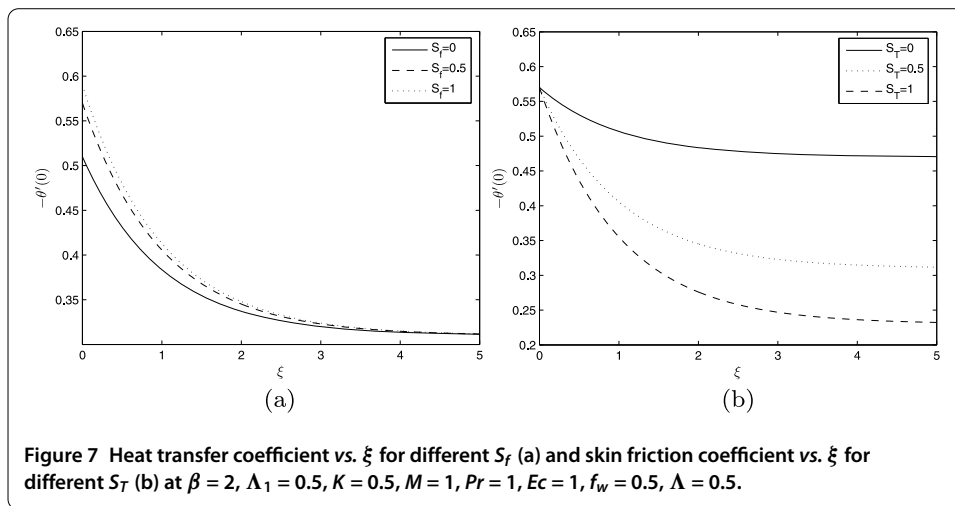 0.65
0.6
0.55
0.5
0.45
0.4
0.35
−θ′(0)
0 1 2 3 4 5
ξ
S_f=0
S_f=0.5
S_f=1
(a)
0.65
0.6
0.55
0.5
0.45
0.4
0.35
0.3
0.25
0.2
−θ′(0)
0 1 2 3 4 5
ξ
S_T=0
S_T=0.5
S_T=1
(b)
Figure 7 Heat transfer coefficient vs. ξ for different S_f (a) and skin friction coefficient vs. ξ for
different S_T (b) at β = 2, Λ₁ = 0.5, K = 0.5, M = 1, Pr = 1, Ec = 1, f_w = 0.5, Λ = 0.5.